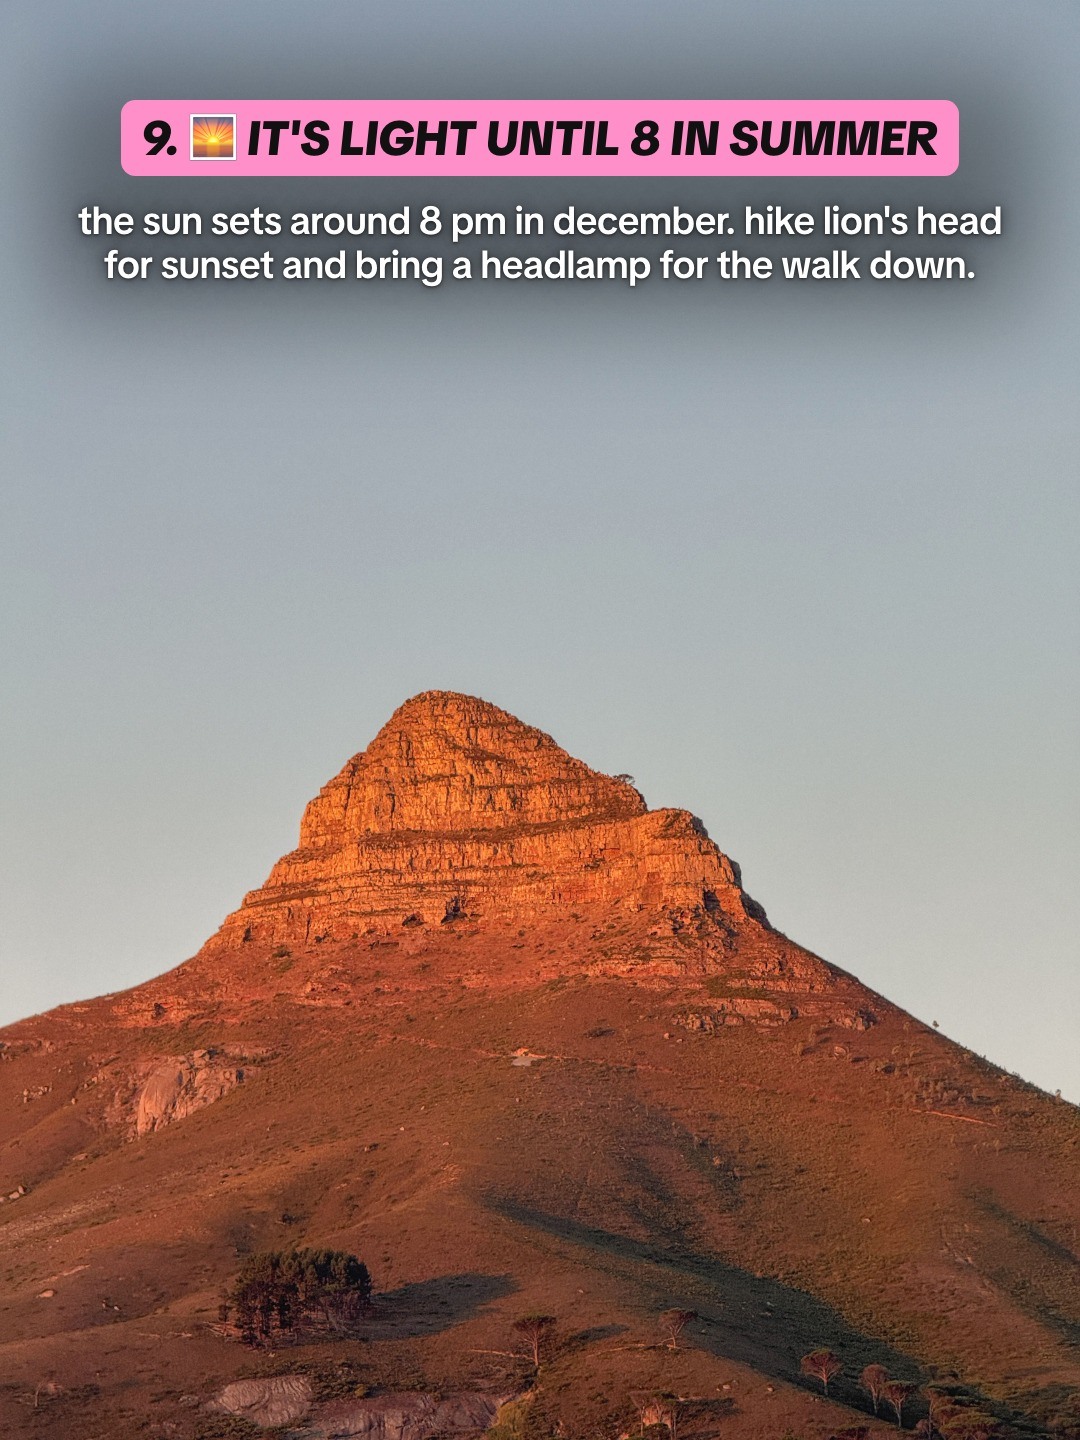 9. 🌅 IT'S LIGHT UNTIL 8 IN SUMMER
the sun sets around 8 pm in december. hike lion's head
for sunset and bring a headlamp for the walk down.